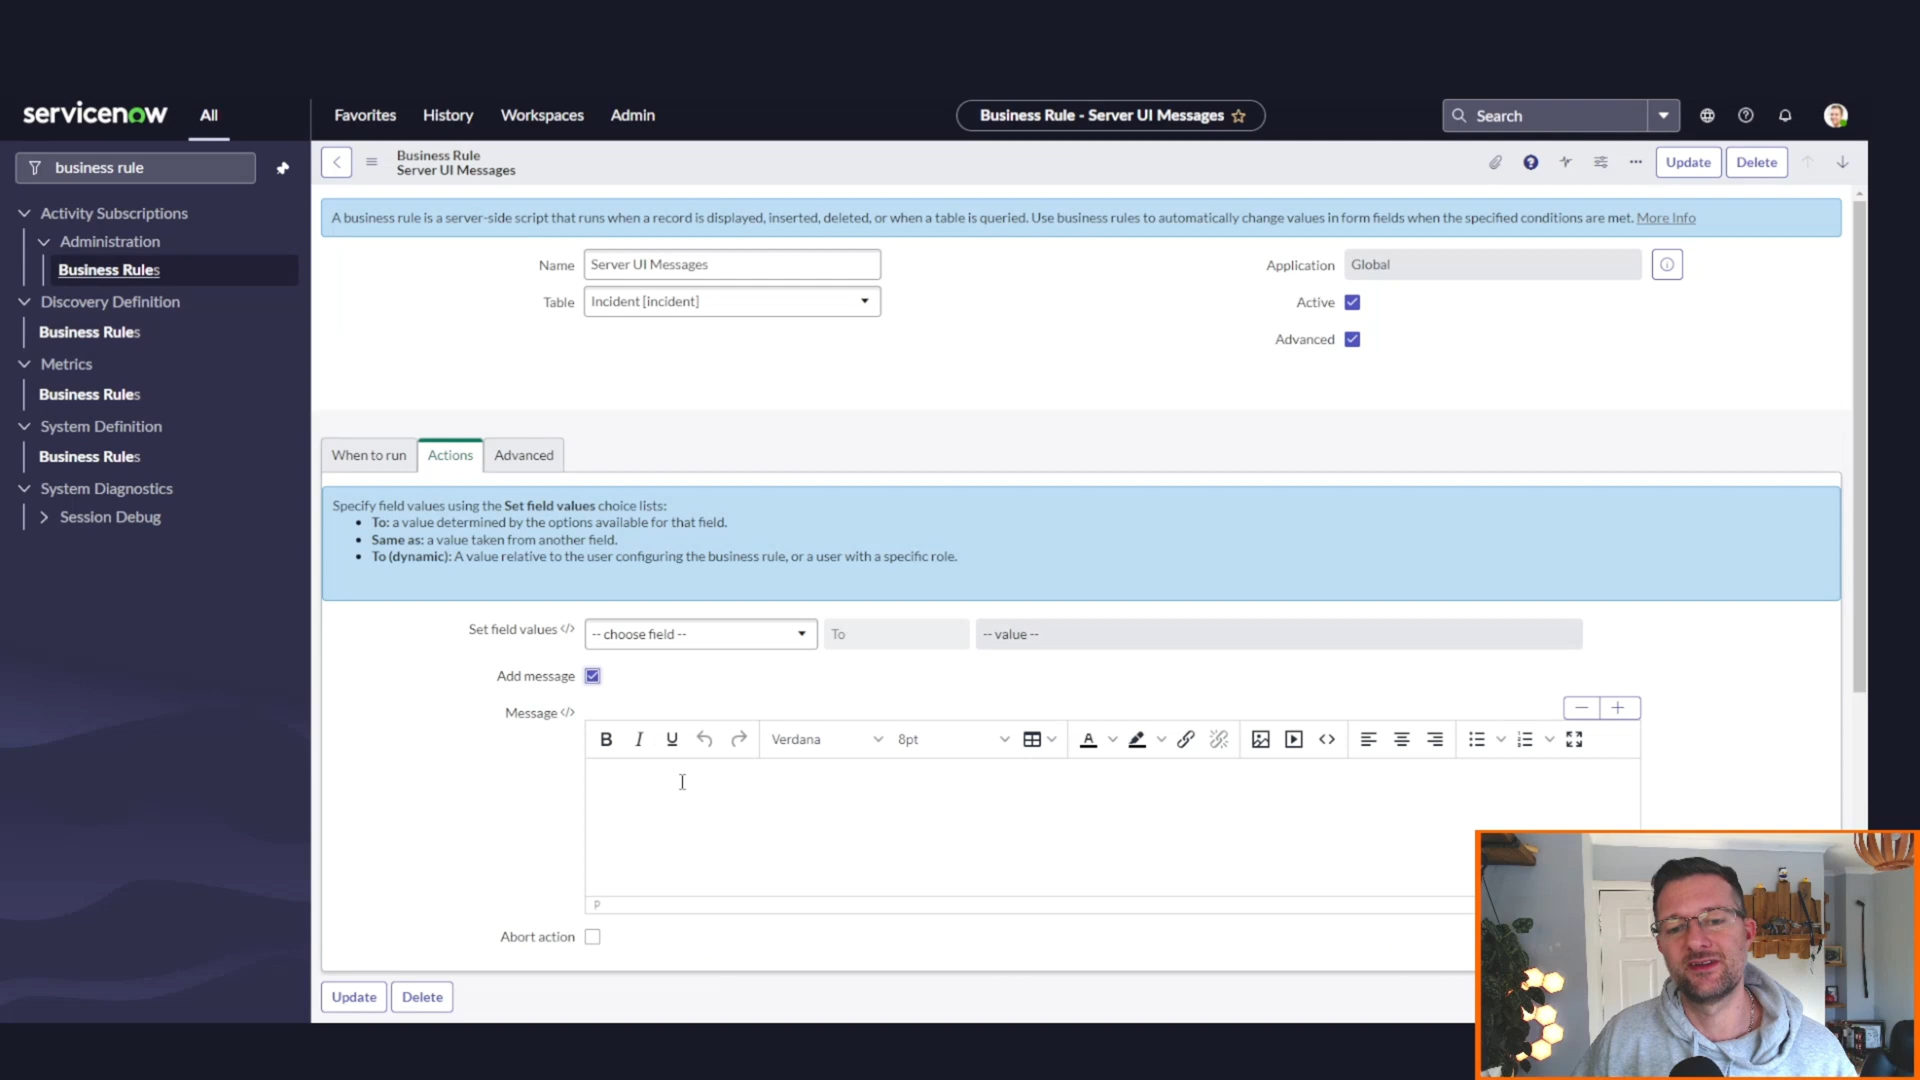 servicenow
All
Favorites
History
Workspaces
Admin
Business Rule - Server UI Messages
Search
business rule
Activity Subscriptions
Administration
Business Rules
Discovery Definition
Business Rules
Metrics
Business Rules
System Definition
Business Rules
System Diagnostics
Session Debug
Business Rule
Server UI Messages
Update
Delete
A business rule is a server-side script that runs when a record is displayed, inserted, deleted, or when a table is queried. Use business rules to automatically change values in form fields when the specified conditions are met. More Info
Name
Server UI Messages
Application
Global
Table
Incident [incident]
Active
Advanced
When to run
Actions
Advanced
Specify field values using the Set field values choice lists:
To: a value determined by the options available for that field.
Same as: a value taken from another field.
To (dynamic): A value relative to the user configuring the business rule, or a user with a specific role.
Set field values
-- choose field --
To
-- value --
Add message
Message
B I U
Verdana
8pt
A
P
Abort action
Update
Delete